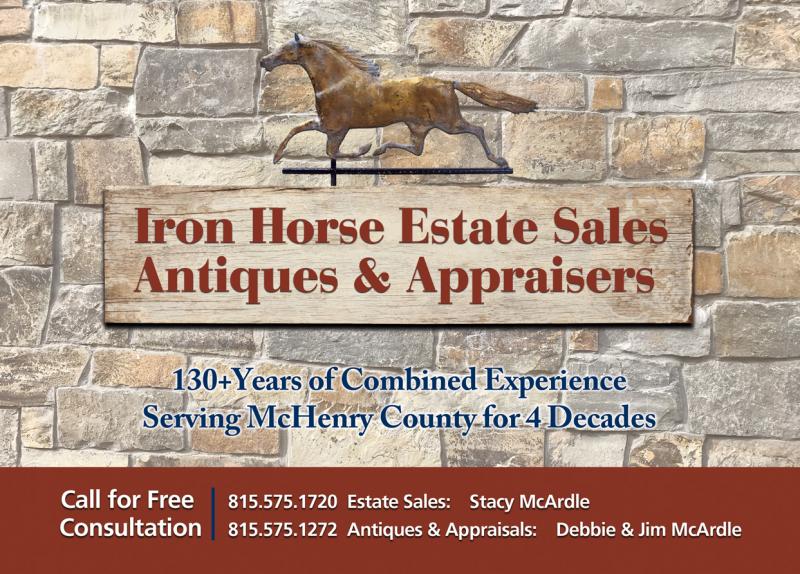 Iron Horse Estate Sales
Antiques & Appraisers
130+Years of Combined Experience
Serving McHenry County for 4 Decades
Call for Free
Consultation
815.575.1720 Estate Sales: Stacy McArdle
815.575.1272 Antiques & Appraisals: Debbie & Jim McArdle